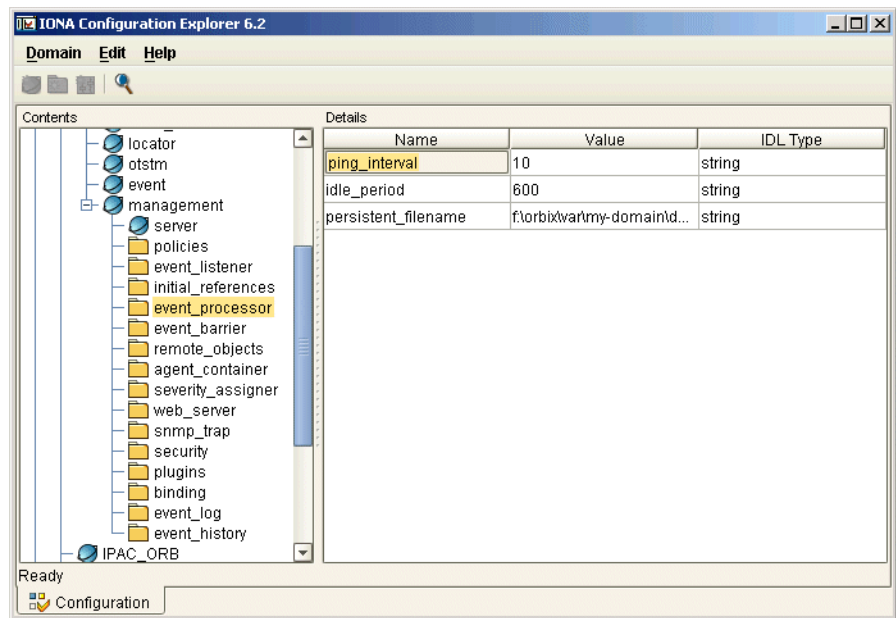 IONA Configuration Explorer 6.2
Domain Edit Help
Contents
Details
locator
otstm
event
management
server
policies
event_listener
initial_references
event_processor
event_barrier
remote_objects
agent_container
severity_assigner
web_server
snmp_trap
security
plugins
binding
event_log
event_history
IPAC_ORB
Name Value IDL Type
ping_interval 10 string
idle_period 600 string
persistent_filename f:\orbix\var\my-domain\d... string
Ready
Configuration